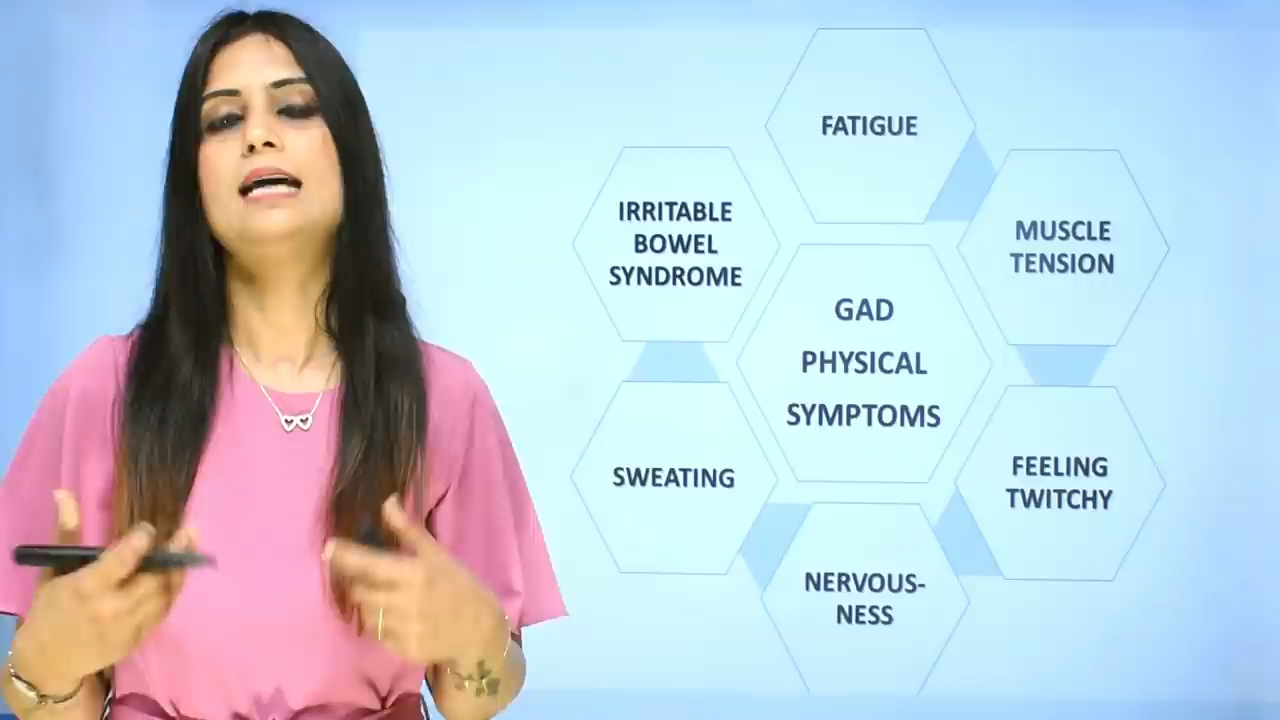 FATIGUE
IRRITABLE
BOWEL
SYNDROME
MUSCLE
TENSION
GAD
PHYSICAL
SYMPTOMS
SWEATING
FEELING
TWITCHY
NERVOUS-
NESS